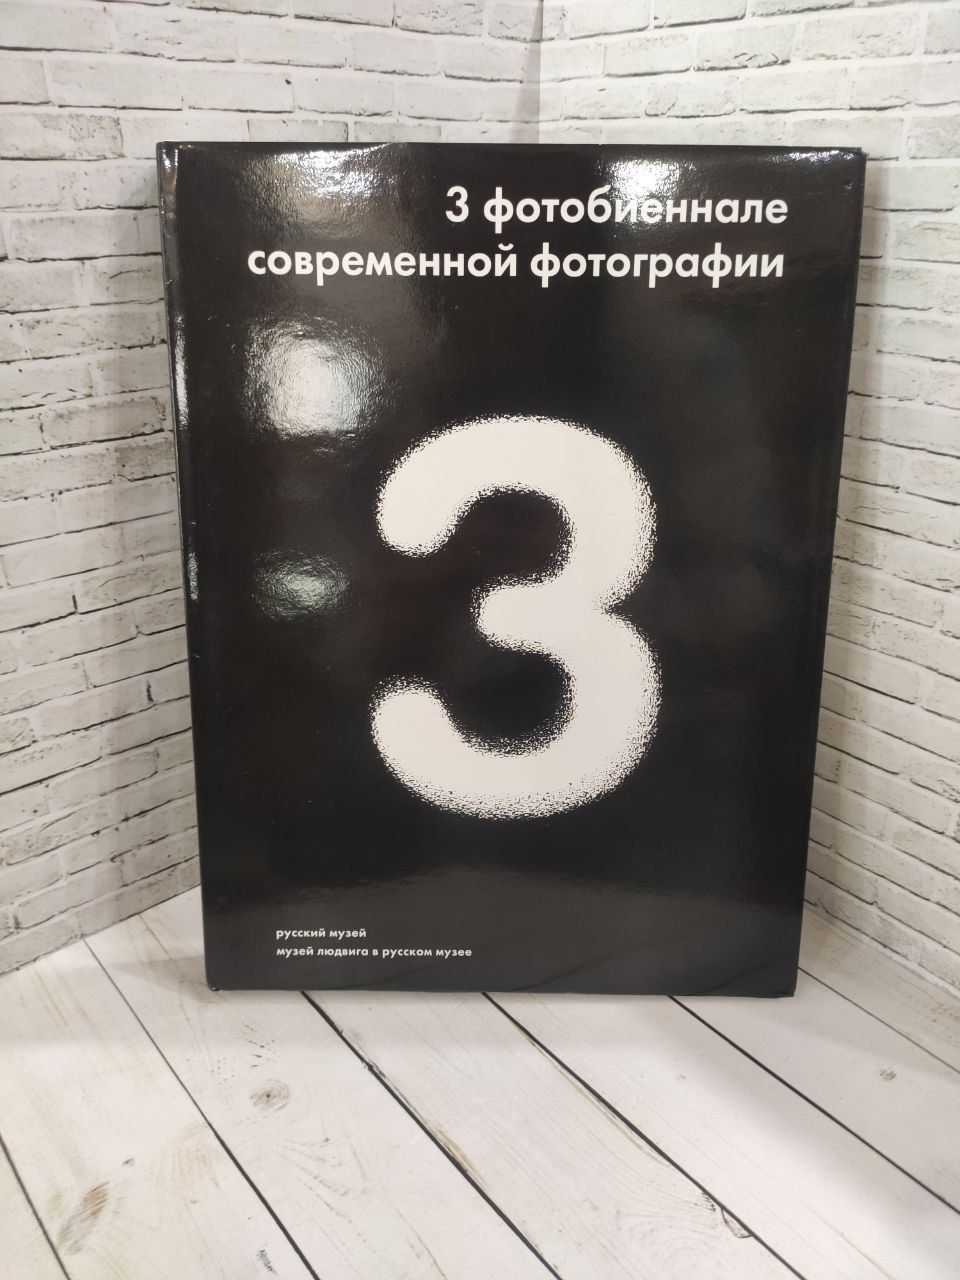 3 фотобиеннале
современной фотографии
3
русский музей
музей людвига в русском музее